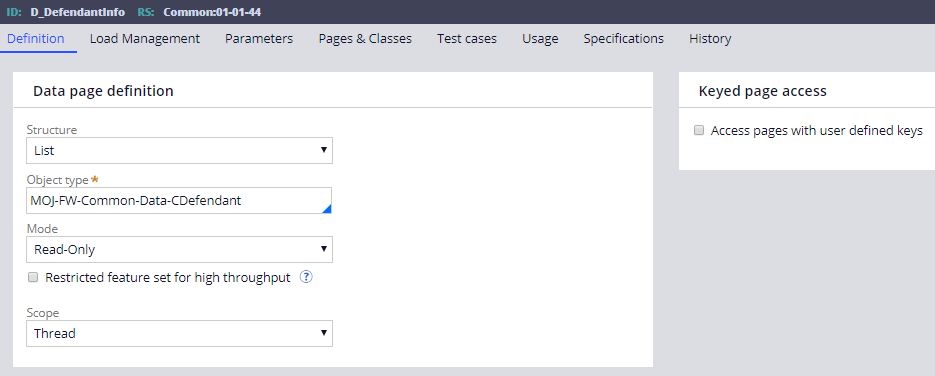 ID: D_DefendantInfo RS: Common:01-01-44
Definition Load Management Parameters Pages & Classes Test cases Usage Specifications History
Data page definition
Structure
List
Object type *
MOJ-FW-Common-Data-CDefendant
Mode
Read-Only
Restricted feature set for high throughput ?
Scope
Thread
Keyed page access
Access pages with user defined keys